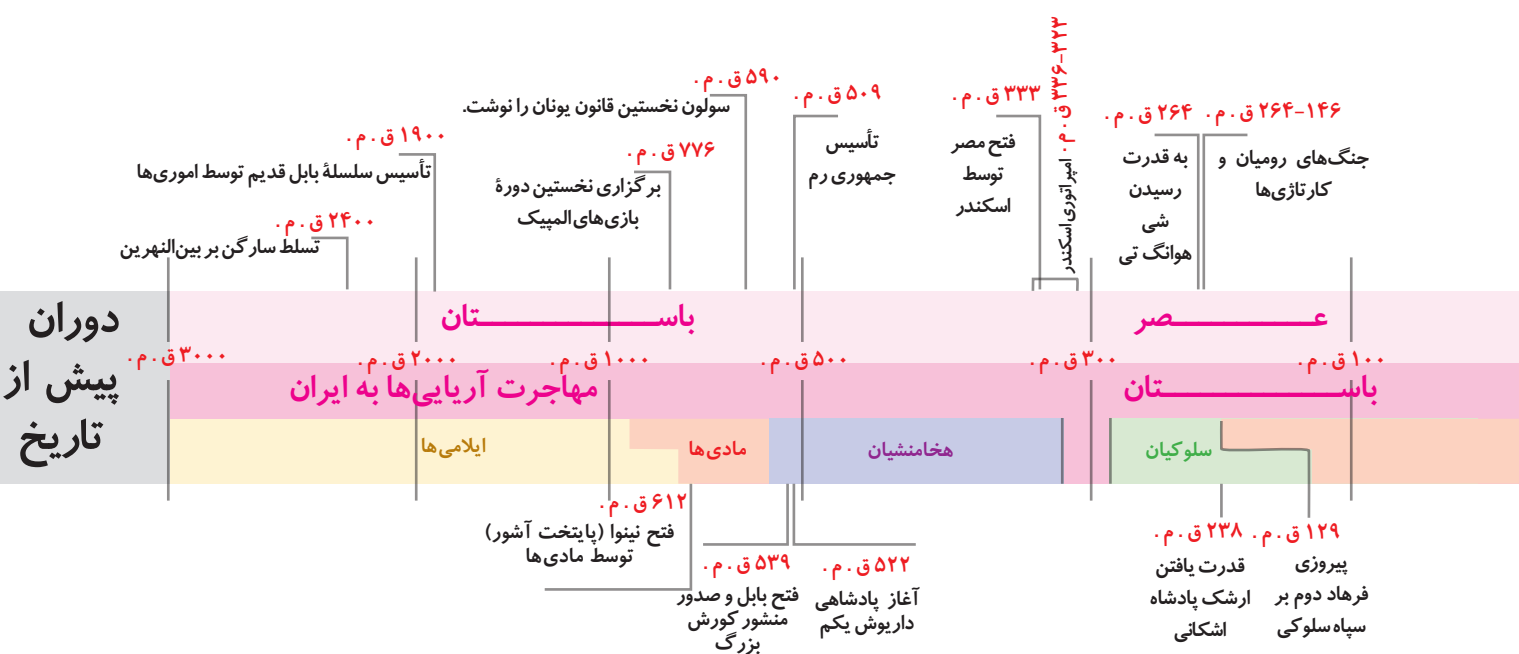 دوران
پیش از
تاریخ
۲۴۰۰ ق.م.
تسلط سارگن بر بین‌النهرین
۱۹۰۰ ق.م.
تأسیس سلسلهٔ بابل قدیم توسط اموری‌ها
۷۷۶ ق.م.
برگزاری نخستین دورهٔ
بازی‌های المپیک
۵۹۰ ق.م.
سولون نخستین قانون یونان را نوشت.
۵۰۹ ق.م.
تأسیس
جمهوری رم
۳۳۳ ق.م.
فتح مصر
توسط
اسکندر
۳۳۶-۳۲۳ ق.م.
امپراتوری اسکندر
۲۶۴ ق.م.
به قدرت
رسیدن
شی
هوانگ تی
۲۶۴-۱۴۶ ق.م.
جنگ‌های رومیان و
کارتاژی‌ها
عـــصر
باســـتان
۳۰۰۰ ق.م.
۲۰۰۰ ق.م.
۱۰۰۰ ق.م.
۵۰۰ ق.م.
۳۰۰ ق.م.
۱۰۰ ق.م.
مهاجرت آریایی‌ها به ایران
باســـتان
ایلامی‌ها
مادی‌ها
هخامنشیان
سلوکیان
۶۱۲ ق.م.
فتح نینوا (پایتخت آشور)
توسط مادی‌ها
۵۳۹ ق.م.
فتح بابل و صدور
منشور کورش
بزرگ
۵۲۲ ق.م.
آغاز پادشاهی
داریوش یکم
۲۳۸ ق.م.
قدرت یافتن
ارشک پادشاه
اشکانی
۱۲۹ ق.م.
پیروزی
فرهاد دوم بر
سپاه سلوکی